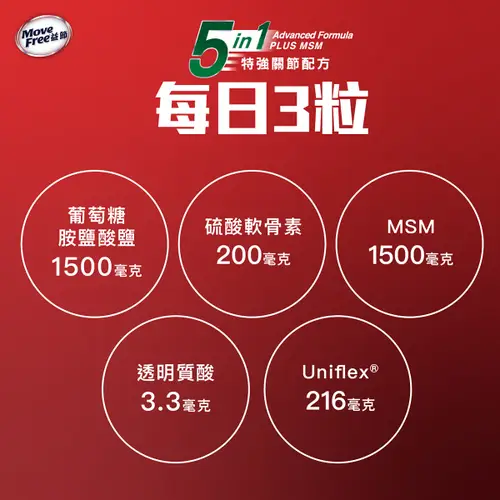 Move
Free益節
5in1 Advanced Formula
PLUS MSM
特強關節配方
每日3粒
葡萄糖
胺鹽酸鹽
1500毫克
硫酸軟骨素
200毫克
MSM
1500毫克
透明質酸
3.3毫克
Uniflex®
216毫克